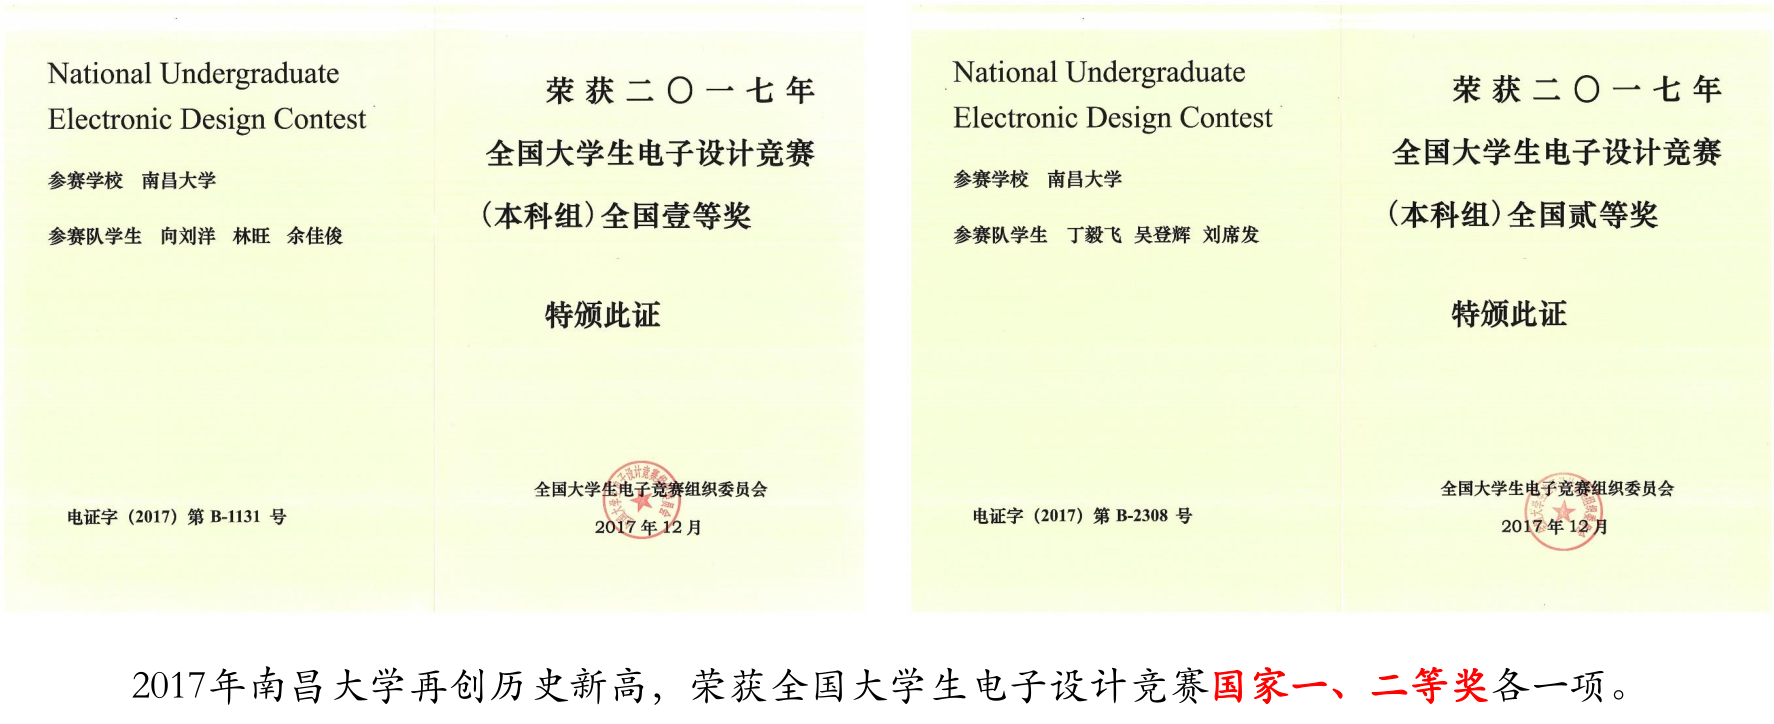 National Undergraduate
Electronic Design Contest
参赛学校 南昌大学
参赛队学生 向刘洋 林旺 余佳俊
电证字（2017）第 B-1131 号
荣获二〇一七年
全国大学生电子设计竞赛
（本科组）全国壹等奖
特颁此证
全国大学生电子竞赛组织委员会
2017 年 12 月
National Undergraduate
Electronic Design Contest
参赛学校 南昌大学
参赛队学生 丁毅飞 吴登辉 刘席发
电证字（2017）第 B-2308 号
荣获二〇一七年
全国大学生电子设计竞赛
（本科组）全国贰等奖
特颁此证
全国大学生电子竞赛组织委员会
2017 年 12 月
2017年南昌大学再创历史新高，荣获全国大学生电子设计竞赛国家一、二等奖各一项。